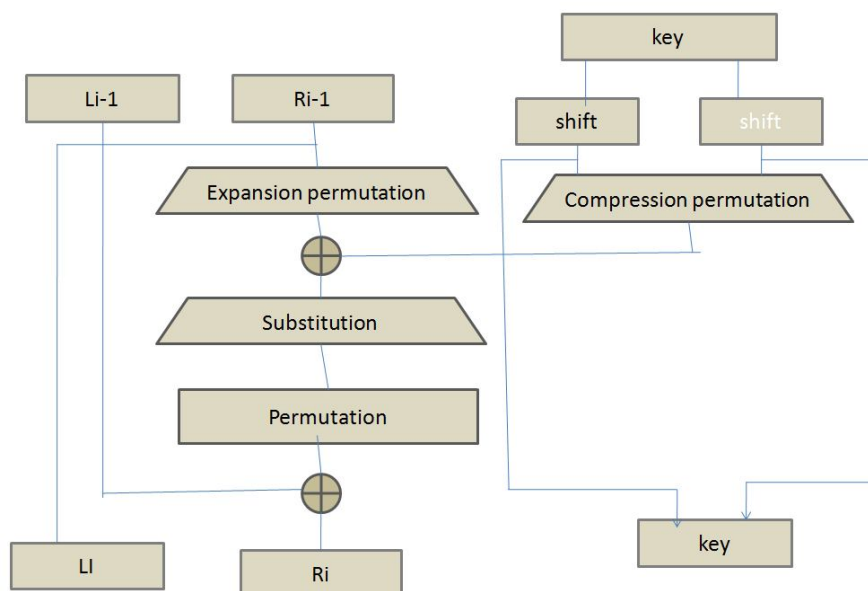 key
Li-1
Ri-1
shift
shift
Expansion permutation
Compression permutation
Substitution
Permutation
key
LI
Ri